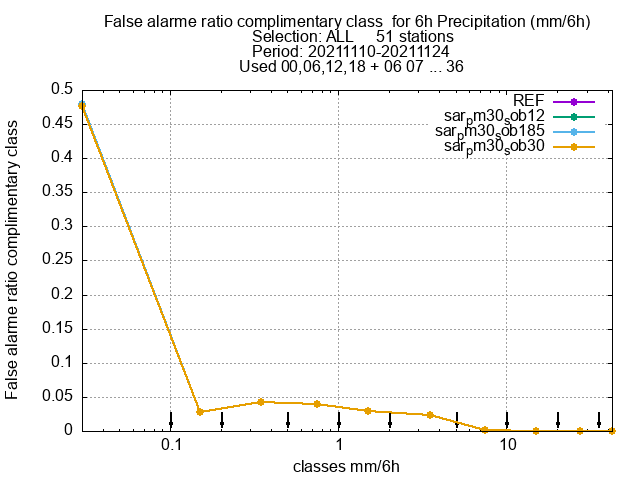 False alarme ratio complimentary class  for 6h Precipitation (mm/6h)
Selection: ALL     51 stations
Period: 20211110-20211124
Used 00,06,12,18 + 06 07 ... 36
REF
sarpm30sob12
sarpm30sob185
sarpm30sob30
False alarme ratio complimentary class
0.5
0.45
0.4
0.35
0.3
0.25
0.2
0.15
0.1
0.05
0
0.1 1 10
classes mm/6h